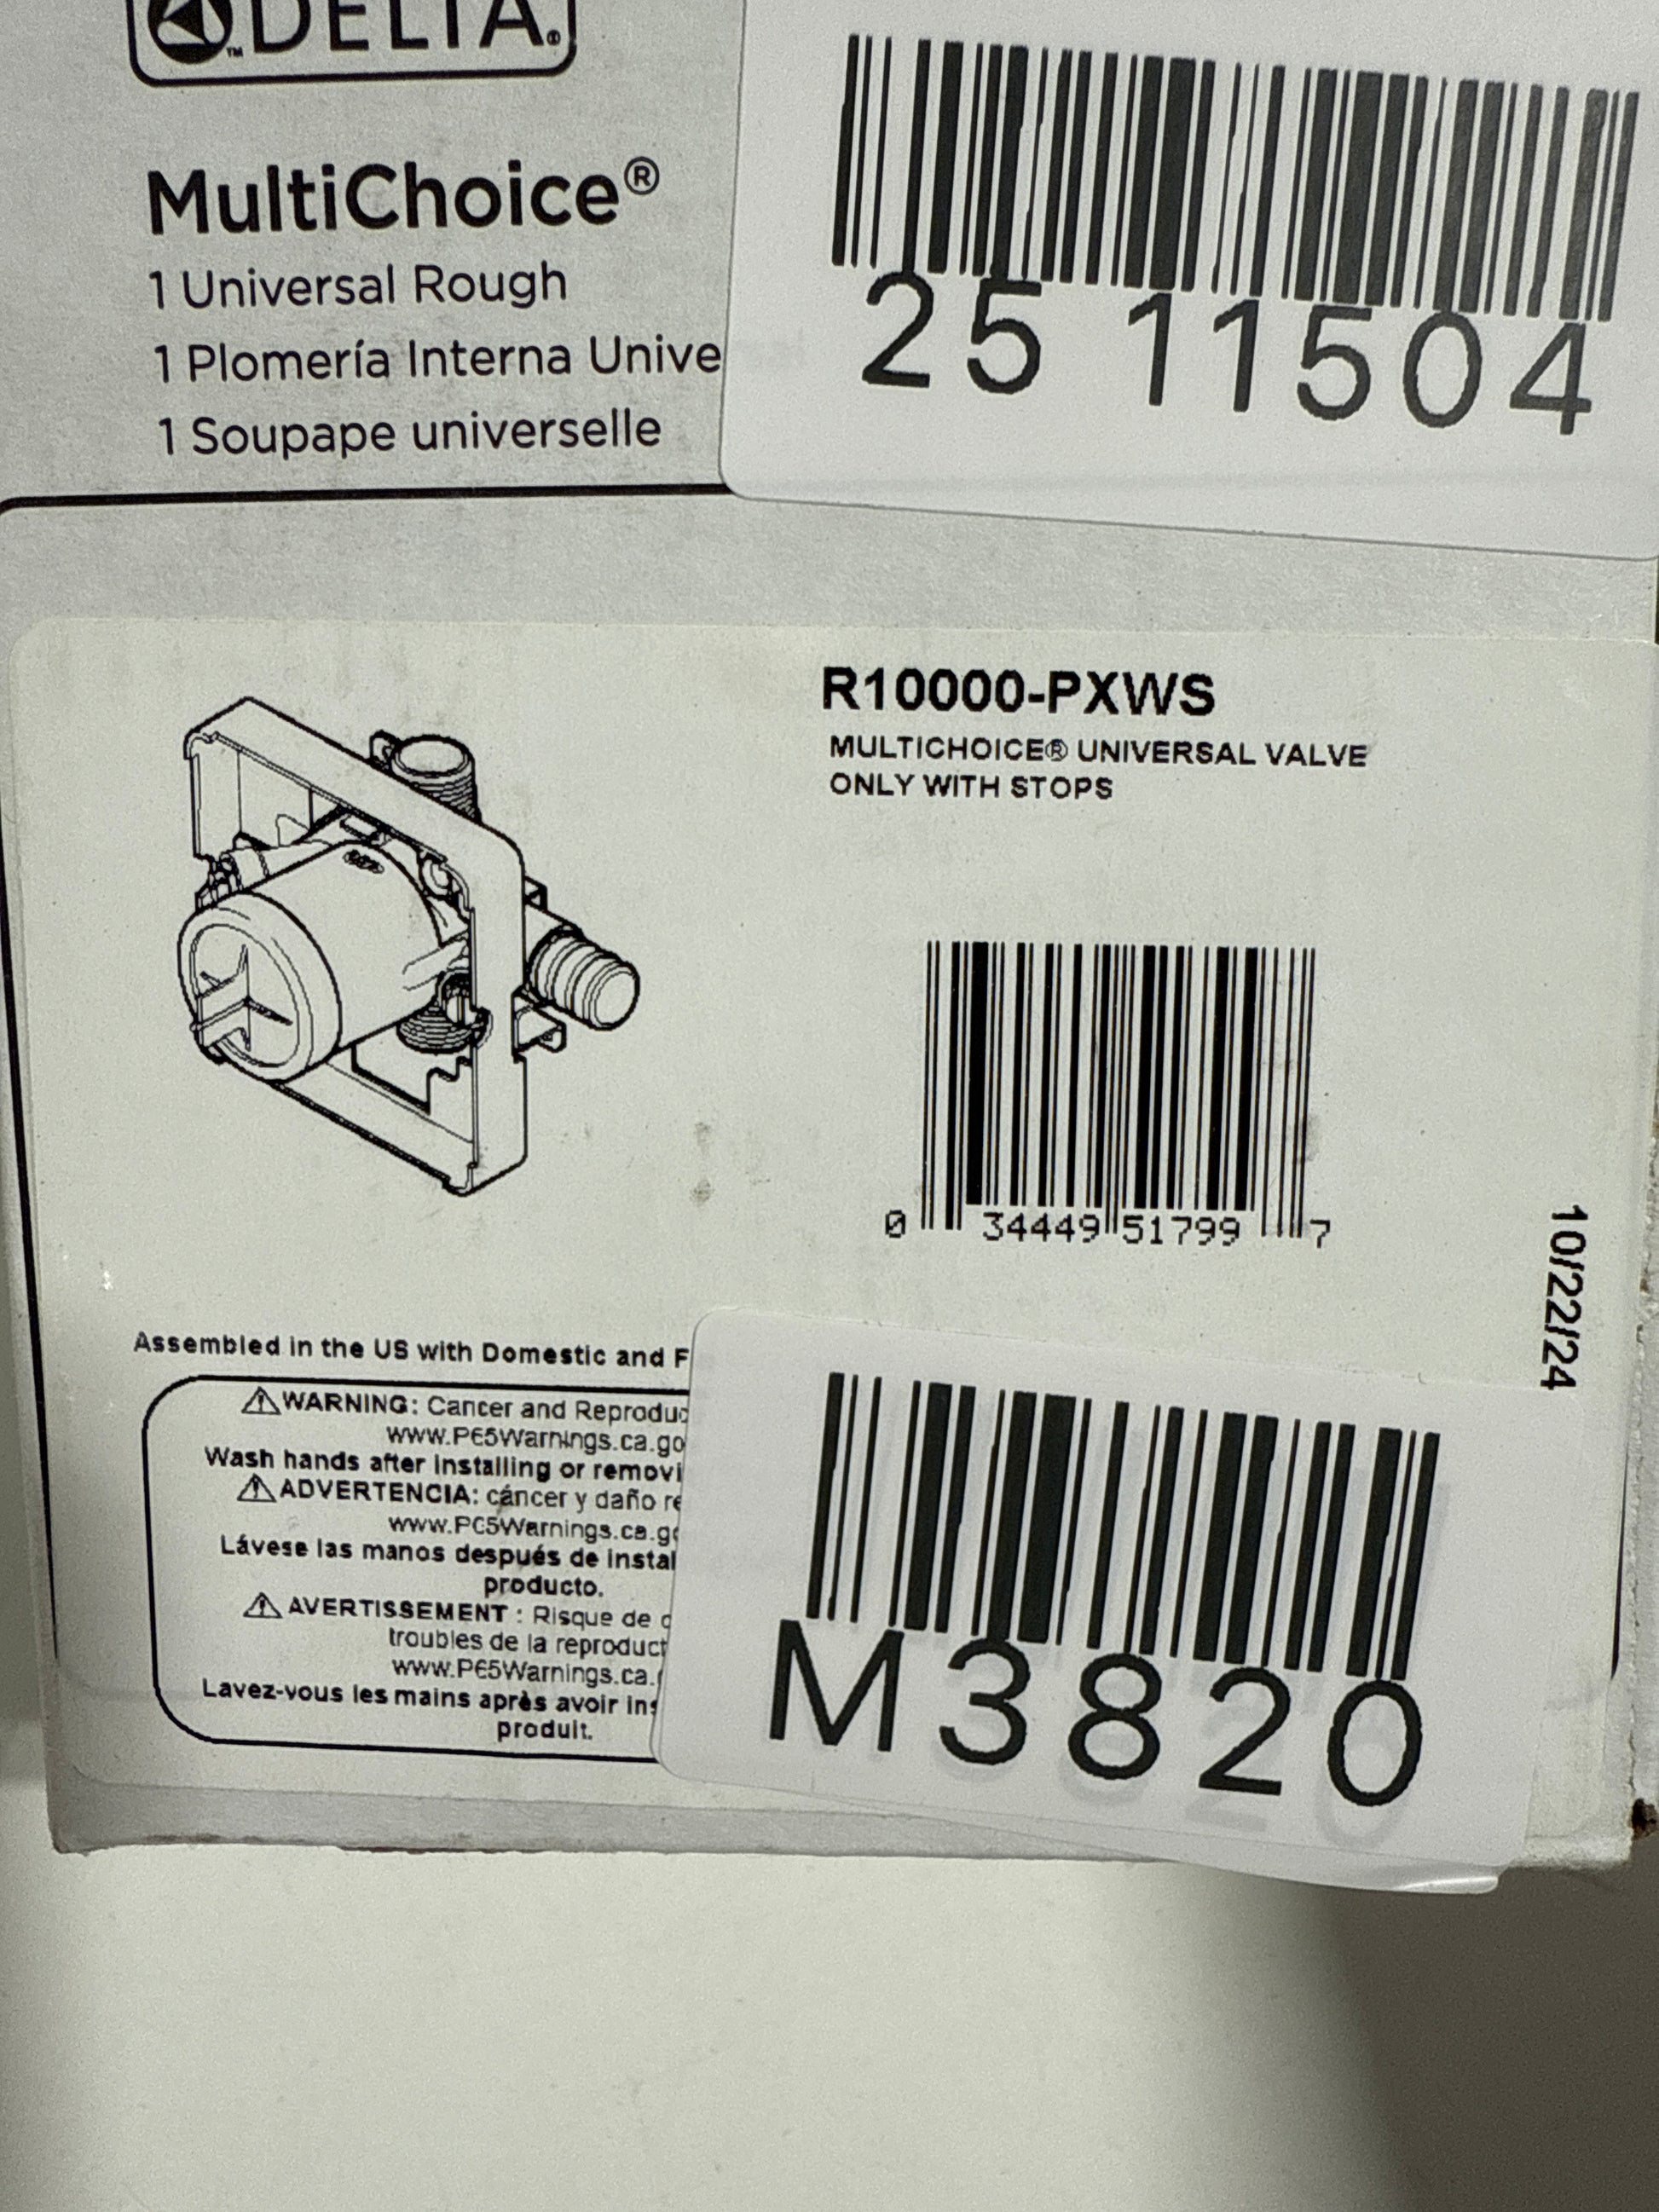 DELTA®
MultiChoice®
1 Universal Rough
1 Plomería Interna Unive
1 Soupape universelle
25 11504
R10000-PXWS
MULTICHOICE® UNIVERSAL VALVE
ONLY WITH STOPS
0 34449 51799 7
10/22/24
Assembled in the US with Domestic and F
⚠WARNING: Cancer and Reproduc
www.P65Warnings.ca.go
Wash hands after installing or removi
⚠ADVERTENCIA: cáncer y daño re
www.P65Warnings.ca.go
Lávese las manos después de instal
producto.
⚠AVERTISSEMENT : Risque de c
troubles de la reproduct
www.P65Warnings.ca.
Lavez-vous les mains après avoir ins
produit.
M3820